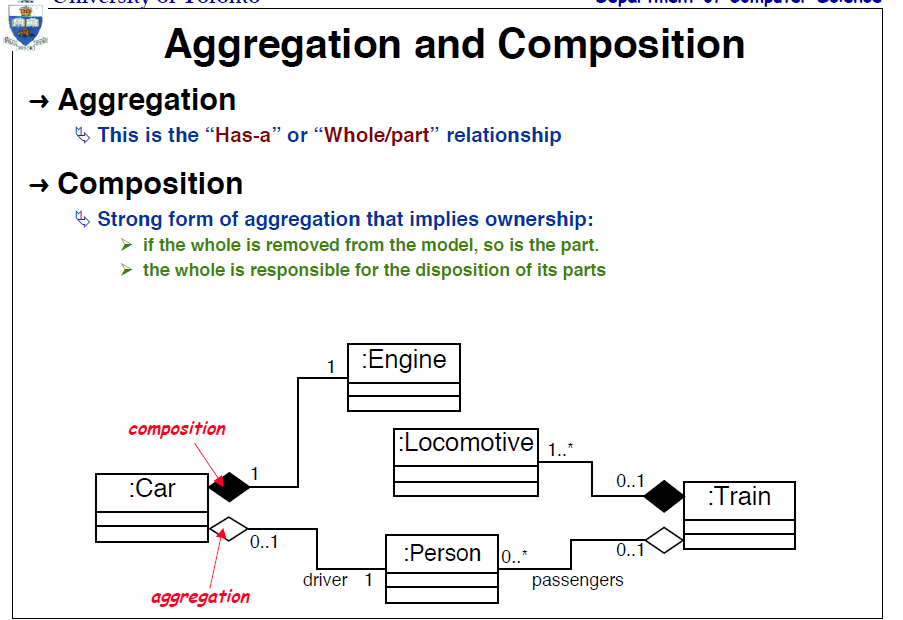 University of Toronto
Department of Computer Science
Aggregation and Composition
→ Aggregation
This is the “Has-a” or “Whole/part” relationship
→ Composition
Strong form of aggregation that implies ownership:
if the whole is removed from the model, so is the part.
the whole is responsible for the disposition of its parts
1
:Engine
composition
:Locomotive
1..*
:Car
1
0..1
:Train
0..1
:Person
0..*
0..1
driver
1
passengers
aggregation